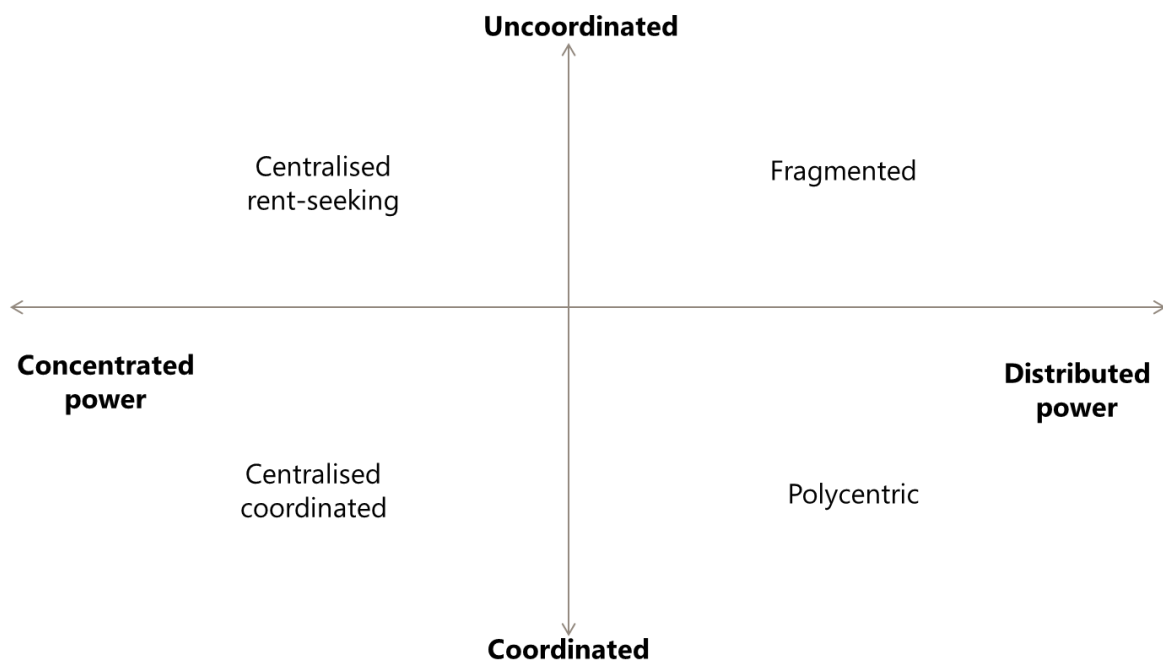 Uncoordinated
Centralised
rent-seeking
Fragmented
Concentrated
power
Distributed
power
Centralised
coordinated
Polycentric
Coordinated